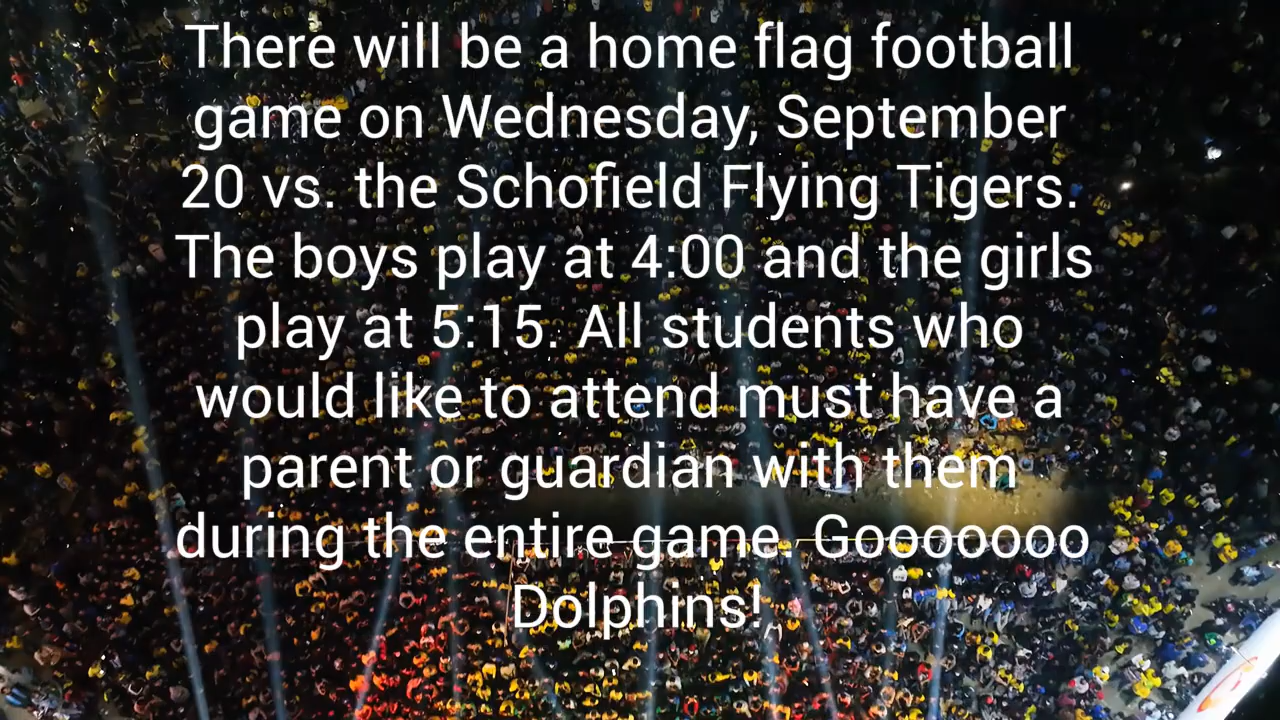 There will be a home flag football
game on Wednesday, September
20 vs. the Schofield Flying Tigers.
The boys play at 4:00 and the girls
play at 5:15. All students who
would like to attend must have a
parent or guardian with them
during the entire game. Gooooooo
Dolphins!